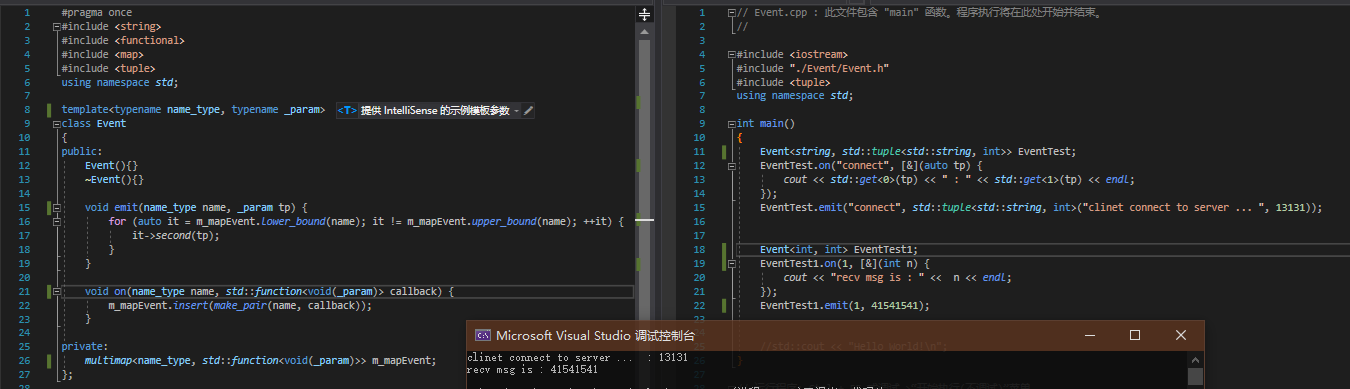 1 #pragma once
2 #include <string>
3 #include <functional>
4 #include <map>
5 #include <tuple>
6 using namespace std;
7
8 template<typename name_type, typename _param> <T> 提供 IntelliSense 的示例模板参数
9 class Event
10 {
11 public:
12 Event(){}
13 ~Event(){}
14
15 void emit(name_type name, _param tp) {
16 for (auto it = m_mapEvent.lower_bound(name); it != m_mapEvent.upper_bound(name); ++it) {
17 it->second(tp);
18 }
19 }
20
21 void on(name_type name, std::function<void(_param)> callback) {
22 m_mapEvent.insert(make_pair(name, callback));
23 }
24
25 private:
26 multimap<name_type, std::function<void(_param)>> m_mapEvent;
27 };
28
1 // Event.cpp : 此文件包含 "main" 函数。程序执行将在此处开始并结束。
2 //
3
4 #include <iostream>
5 #include "./Event/Event.h"
6 #include <tuple>
7 using namespace std;
8
9 int main()
10 {
11 Event<string, std::tuple<std::string, int>> EventTest;
12 EventTest.on("connect", [&](auto tp) {
13 cout << std::get<0>(tp) << " : " << std::get<1>(tp) << endl;
14 });
15 EventTest.emit("connect", std::tuple<std::string, int>("clinet connect to server ... ", 13131));
16
17
18 Event<int, int> EventTest1;
19 EventTest1.on(1, [&](int n) {
20 cout << "recv msg is : " << n << endl;
21 });
22 EventTest1.emit(1, 41541541);
23
//std::cout << "Hello World!\n";
}
Microsoft Visual Studio 调试控制台
clinet connect to server ... : 13131
recv msg is : 41541541